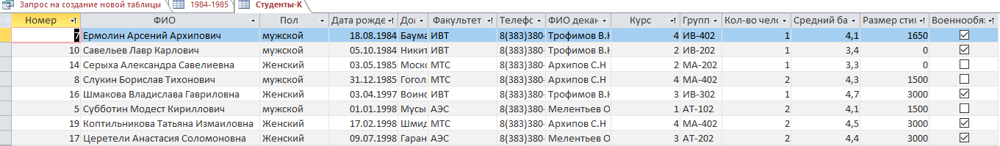 Запрос на создание новой таблицы 1984-1985 Студенты-К
Номер ФИО Пол Дата рожде До Факультет Телефо ФИО декан Курс Групп Кол-во чело Средний ба Размер сти Военнообяз
7 Ермолин Арсений Архипович мужской 18.08.1984 Баума ИВТ 8(383)380- Трофимов В.Н 4 ИВ-402 1 4,1 1650
10 Савельев Лавр Карлович мужской 05.10.1984 Никит ИВТ 8(383)380- Трофимов В.Н 2 ИВ-202 1 3,4 0
14 Серыха Александра Савелиевна Женский 03.05.1985 Моско МТС 8(383)380- Архипов С.Н 2 МА-202 1 3,3 0
8 Слукин Борислав Тихонович мужской 31.12.1985 Гогол МТС 8(383)380- Архипов С.Н 4 МА-402 2 4,3 1500
16 Шмакова Владислава Гавриловна Женский 03.04.1997 Воинс ИВТ 8(383)380- Трофимов В.Н 3 ИВ-302 1 4,7 3000
5 Субботин Модест Кириллович мужской 01.01.1998 Мусы АЭС 8(383)380- Мелентьев О 1 АТ-102 2 4,1 1500
19 Коптильникова Татьяна Измаиловна Женский 17.02.1998 Шмид МТС 8(383)380- Архипов С.Н 4 МА-402 2 4,5 3000
17 Церетели Анастасия Соломоновна Женский 09.07.1998 Гаран АЭС 8(383)380- Мелентьев О 3 АТ-202 2 4,4 3000